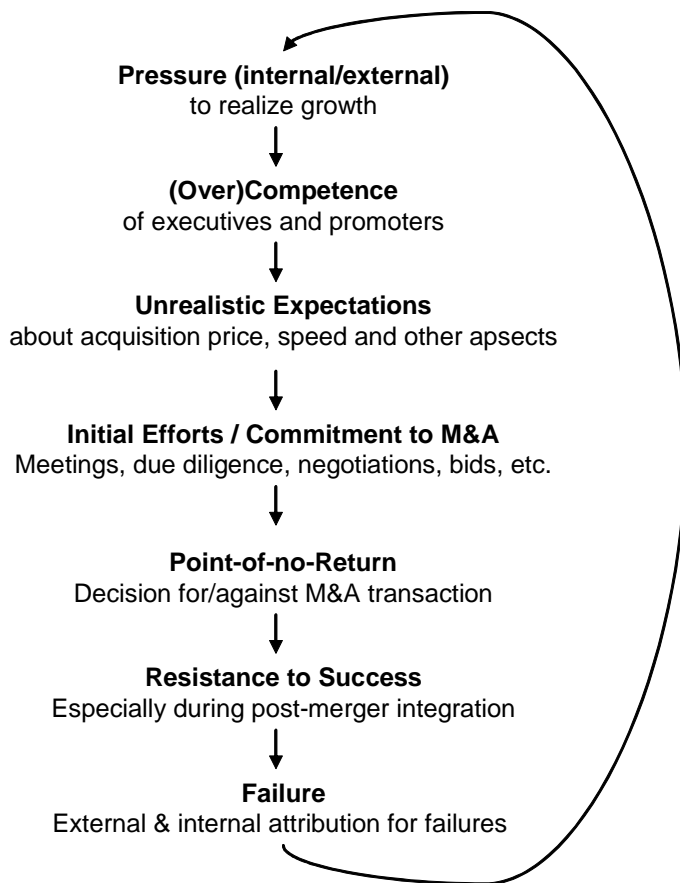 Pressure (internal/external)
to realize growth
(Over)Competence
of executives and promoters
Unrealistic Expectations
about acquisition price, speed and other apsects
Initial Efforts / Commitment to M&A
Meetings, due diligence, negotiations, bids, etc.
Point-of-no-Return
Decision for/against M&A transaction
Resistance to Success
Especially during post-merger integration
Failure
External & internal attribution for failures